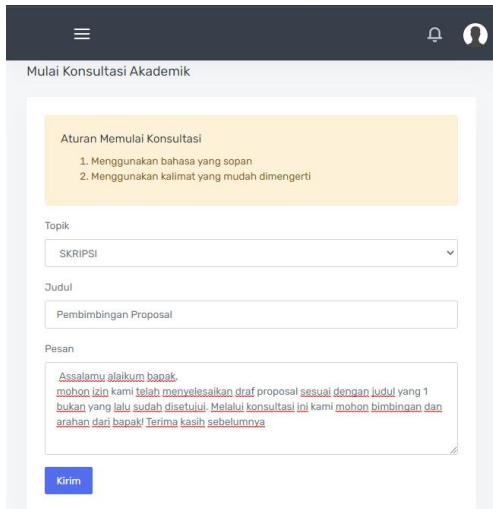 Mulai Konsultasi Akademik
Aturan Memulai Konsultasi
1. Menggunakan bahasa yang sopan
2. Menggunakan kalimat yang mudah dimengerti
Topik
SKRIPSI
Judul
Pembimbingan Proposal
Pesan
Assalamu alaikum bapak,
mohon izin kami telah menyelesaikan draf proposal sesuai dengan judul yang 1
bukan yang lalu sudah disetujui. Melalui konsultasi ini kami mohon bimbingan dan
arahan dari bapak! Terima kasih sebelumnya
Kirim